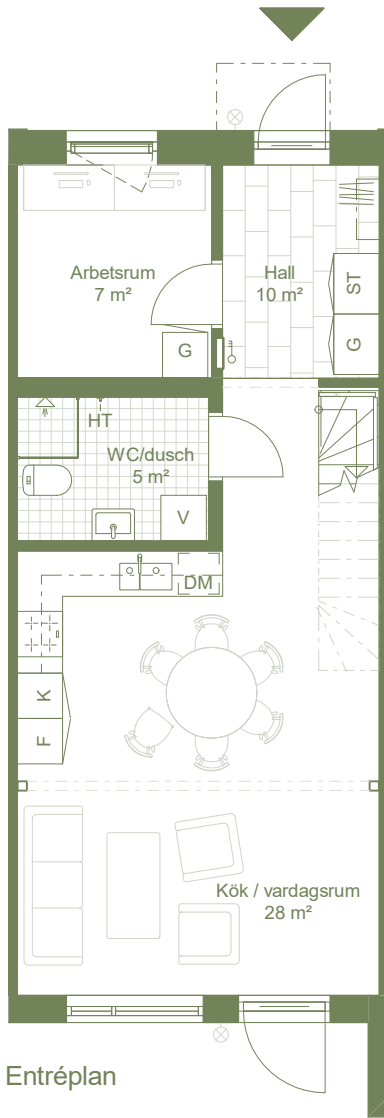 Arbetsrum
7 m²
Hall
10 m²
ST
G
G
HT
WC/dusch
5 m²
V
DM
K
F
Kök / vardagsrum
28 m²
Entréplan